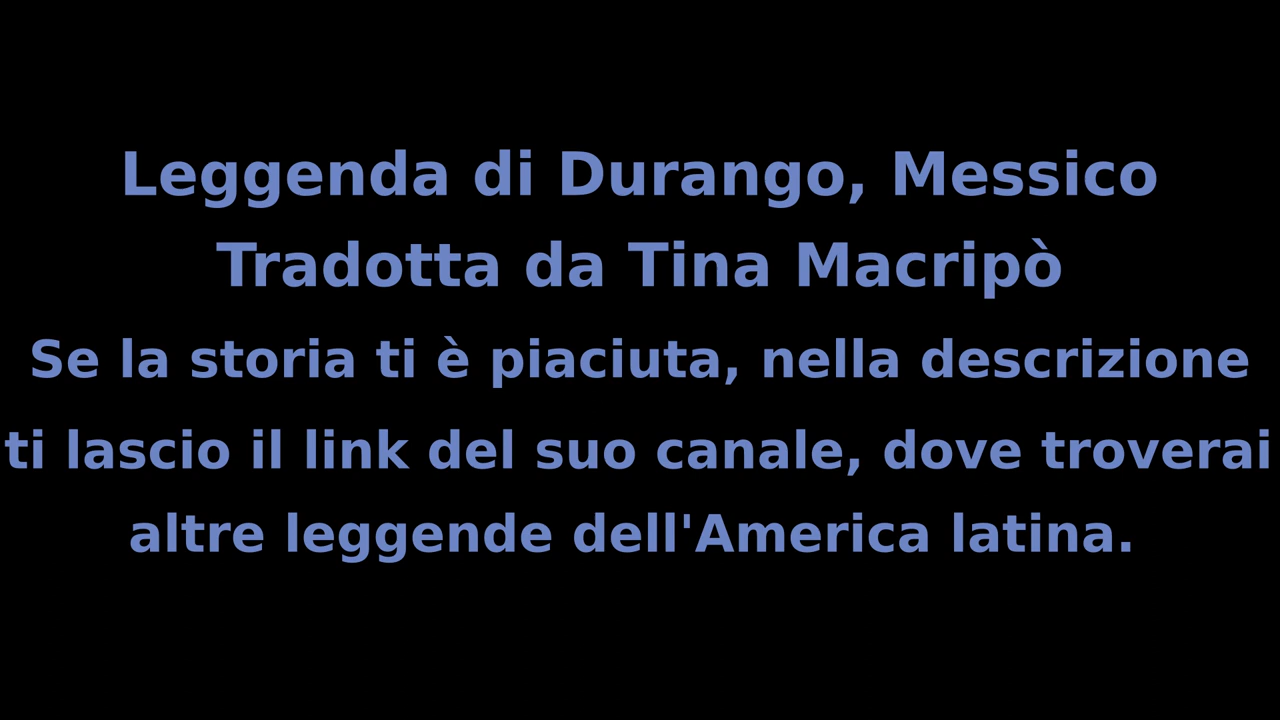 Leggenda di Durango, Messico
Tradotta da Tina Macripò
Se la storia ti è piaciuta, nella descrizione
ti lascio il link del suo canale, dove troverai
altre leggende dell'America latina.